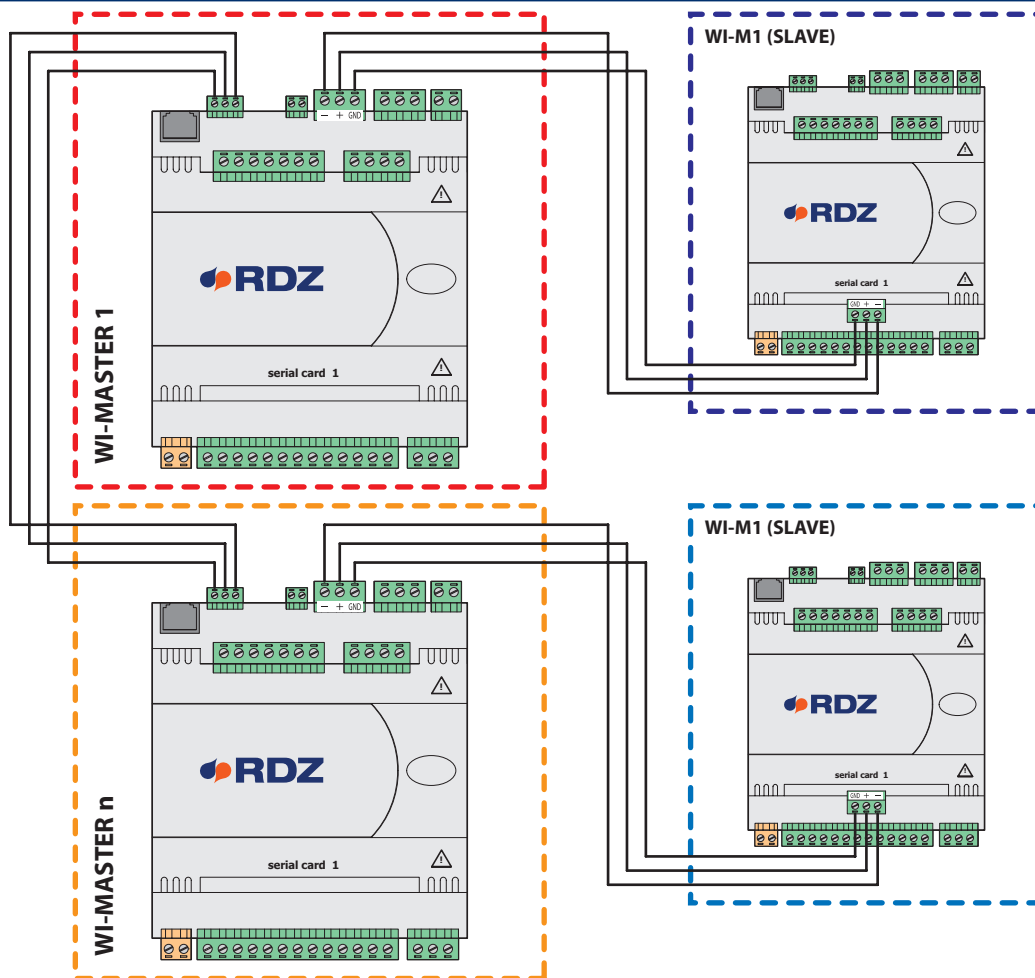 WI-MASTER 1
− + GND
RDZ
serial card 1
WI-M1 (SLAVE)
RDZ
serial card 1
GND + −
WI-MASTER n
− + GND
RDZ
serial card 1
WI-M1 (SLAVE)
RDZ
serial card 1
GND + −